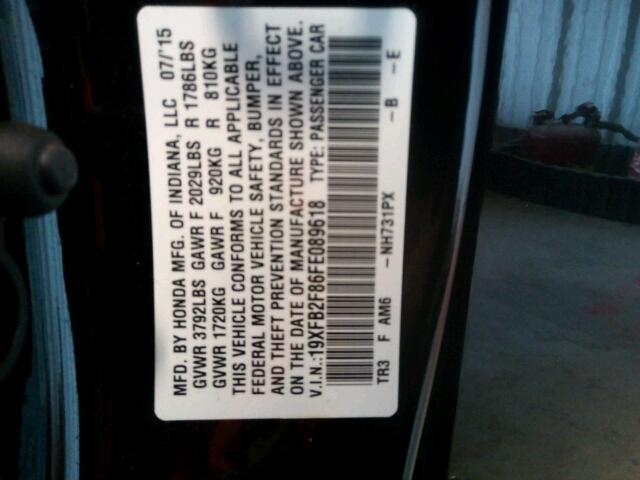 MFD. BY HONDA MFG. OF INDIANA, LLC 07/'15
GVWR 3792LBS GAWR F 2029LBS R 1786LBS
GVWR 1720KG GAWR F 920KG R 810KG
THIS VEHICLE CONFORMS TO ALL APPLICABLE
FEDERAL MOTOR VEHICLE SAFETY, BUMPER,
AND THEFT PREVENTION STANDARDS IN EFFECT
ON THE DATE OF MANUFACTURE SHOWN ABOVE.
V.I.N.:19XFB2F86FE089618 TYPE: PASSENGER CAR
TR3 F AM6 -NH731PX -B -E